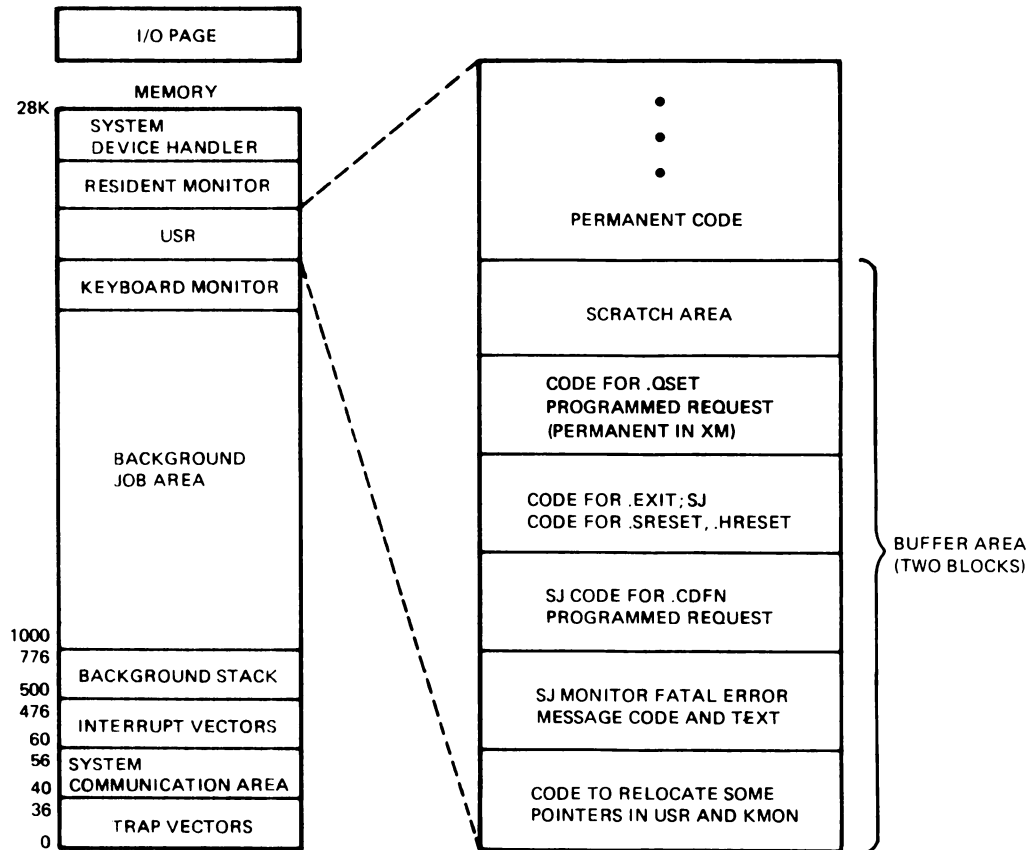 I/O PAGE
MEMORY
28K
SYSTEM
DEVICE HANDLER
RESIDENT MONITOR
USR
KEYBOARD MONITOR
BACKGROUND
JOB AREA
1000
776
BACKGROUND STACK
500
476
INTERRUPT VECTORS
60
56
SYSTEM
COMMUNICATION AREA
40
36
TRAP VECTORS
0
PERMANENT CODE
SCRATCH AREA
CODE FOR .QSET
PROGRAMMED REQUEST
(PERMANENT IN XM)
CODE FOR .EXIT; SJ
CODE FOR .SRESET, .HRESET
SJ CODE FOR .CDFN
PROGRAMMED REQUEST
SJ MONITOR FATAL ERROR
MESSAGE CODE AND TEXT
CODE TO RELOCATE SOME
POINTERS IN USR AND KMON
BUFFER AREA
(TWO BLOCKS)